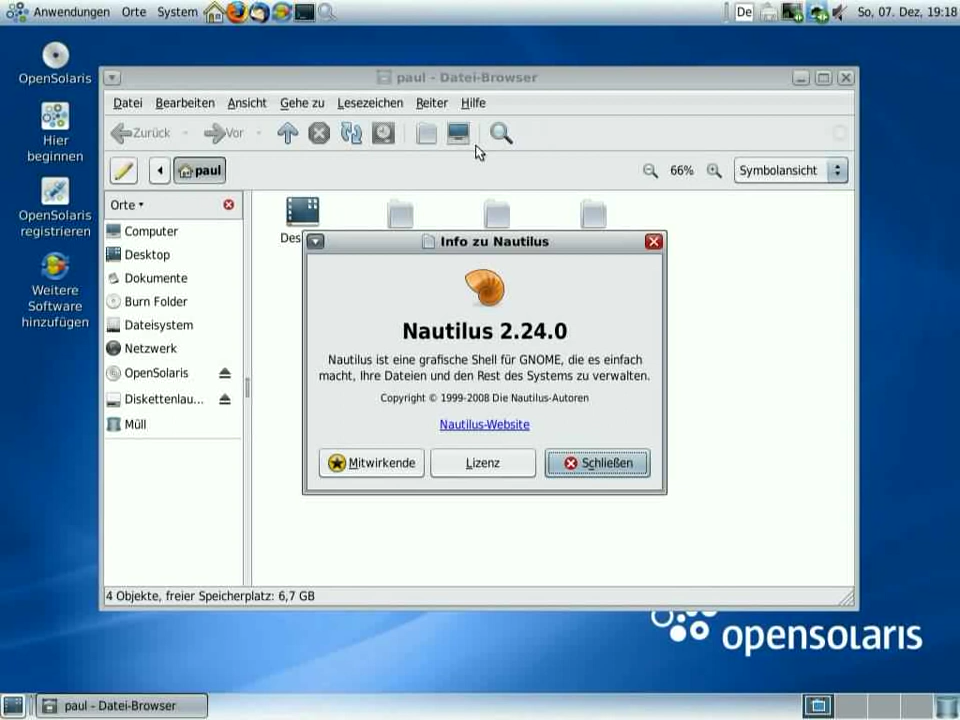 Anwendungen Orte System De So, 07. Dez, 19:18
OpenSolaris
Hier
beginnen
OpenSolaris
registrieren
Weitere
Software
hinzufügen
paul - Datei-Browser
Datei Bearbeiten Ansicht Gehe zu Lesezeichen Reiter Hilfe
Zurück Vor
paul 66% Symbolansicht
Orte
Computer
Desktop
Dokumente
Burn Folder
Dateisystem
Netzwerk
OpenSolaris
Diskettenlau...
Müll
Des
Info zu Nautilus
Nautilus 2.24.0
Nautilus ist eine grafische Shell für GNOME, die es einfach
macht, Ihre Dateien und den Rest des Systems zu verwalten.
Copyright © 1999-2008 Die Nautilus-Autoren
Nautilus-Website
Mitwirkende Lizenz Schließen
4 Objekte, freier Speicherplatz: 6,7 GB
opensolaris
paul - Datei-Browser